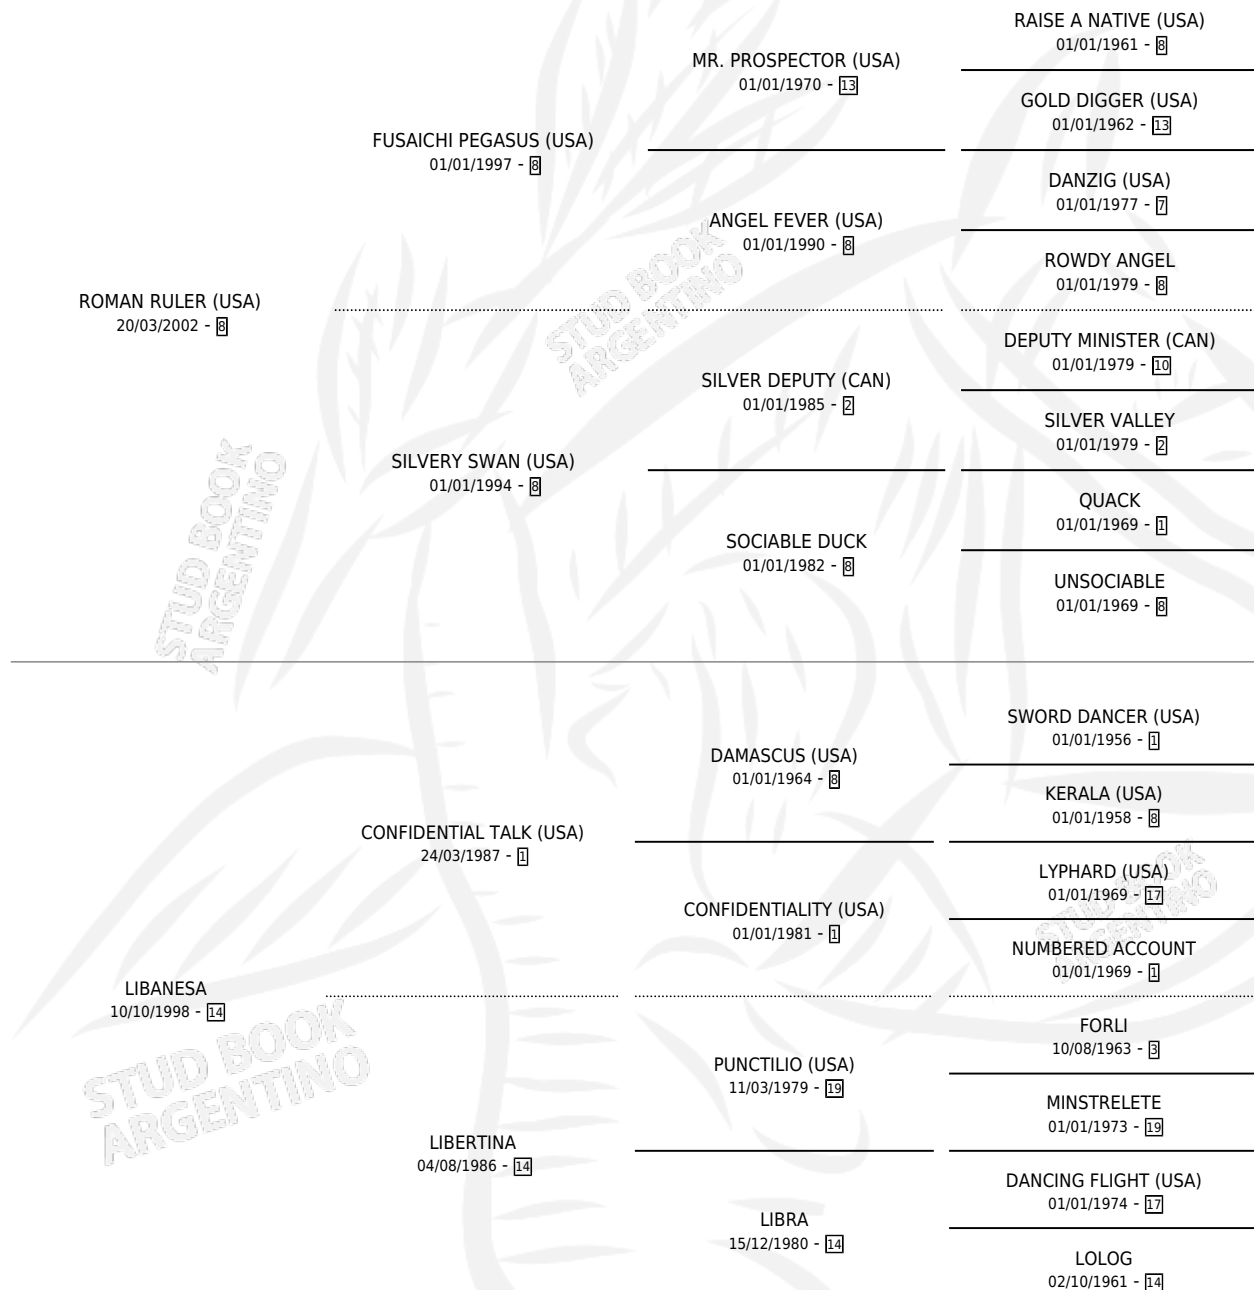 RAISE A NATIVE (USA)
01/01/1961 - 8
MR. PROSPECTOR (USA)
01/01/1970 - 13
GOLD DIGGER (USA)
01/01/1962 - 13
FUSAICHI PEGASUS (USA)
01/01/1997 - 8
DANZIG (USA)
01/01/1977 - 7
ANGEL FEVER (USA)
01/01/1990 - 8
ROWDY ANGEL
01/01/1979 - 8
ROMAN RULER (USA)
20/03/2002 - 8
DEPUTY MINISTER (CAN)
01/01/1979 - 10
SILVER DEPUTY (CAN)
01/01/1985 - 2
SILVER VALLEY
01/01/1979 - 2
SILVERY SWAN (USA)
01/01/1994 - 8
QUACK
01/01/1969 - 1
SOCIABLE DUCK
01/01/1982 - 8
UNSOCIABLE
01/01/1969 - 8
SWORD DANCER (USA)
01/01/1956 - 1
DAMASCUS (USA)
01/01/1964 - 8
KERALA (USA)
01/01/1958 - 8
CONFIDENTIAL TALK (USA)
24/03/1987 - 1
LYPHARD (USA)
01/01/1969 - 17
CONFIDENTIALITY (USA)
01/01/1981 - 1
NUMBERED ACCOUNT
01/01/1969 - 1
LIBANESA
10/10/1998 - 14
FORLI
10/08/1963 - 3
PUNCTILIO (USA)
11/03/1979 - 19
MINSTRELETE
01/01/1973 - 19
LIBERTINA
04/08/1986 - 14
DANCING FLIGHT (USA)
01/01/1974 - 17
LIBRA
15/12/1980 - 14
LOLOG
02/10/1961 - 14
STUD BOOK
ARGENTINO
STUD BOOK
ARGENTINO
STUD BOOK
ARGENTINO
STUD BOOK
ARGENTINO